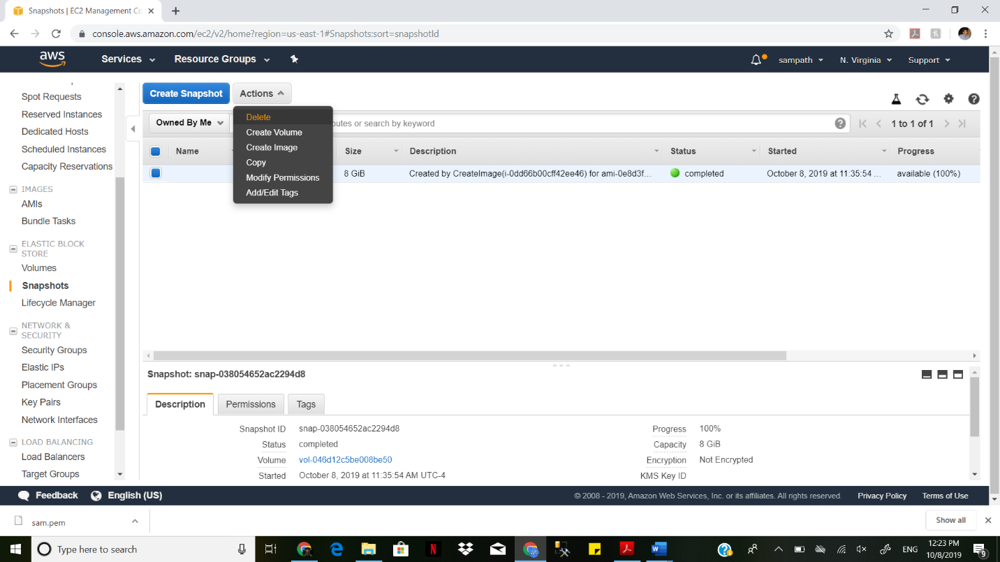 Snapshots | EC2 Management Co
console.aws.amazon.com/ec2/v2/home?region=us-east-1#Snapshots:sort=snapshotId
aws
Services
Resource Groups
sampath
N. Virginia
Support
Spot Requests
Reserved Instances
Dedicated Hosts
Scheduled Instances
Capacity Reservations
IMAGES
AMIs
Bundle Tasks
ELASTIC BLOCK
STORE
Volumes
Snapshots
Lifecycle Manager
NETWORK &
SECURITY
Security Groups
Elastic IPs
Placement Groups
Key Pairs
Network Interfaces
LOAD BALANCING
Load Balancers
Target Groups
Create Snapshot
Actions
Delete
Create Volume
Create Image
Copy
Modify Permissions
Add/Edit Tags
Owned By Me
or search by keyword
1 to 1 of 1
Name
Size
Description
Status
Started
Progress
8 GiB
Created by CreateImage(i-0dd66b00cff42ee46) for ami-0e8d3f...
completed
October 8, 2019 at 11:35:54 ...
available (100%)
Snapshot: snap-038054652ac2294d8
Description
Permissions
Tags
Snapshot ID snap-038054652ac2294d8
Status completed
Volume vol-046d12c5be008be50
Started October 8, 2019 at 11:35:54 AM UTC-4
Progress 100%
Capacity 8 GiB
Encryption Not Encrypted
KMS Key ID
Feedback
English (US)
© 2008 - 2019, Amazon Web Services, Inc. or its affiliates. All rights reserved.
Privacy Policy
Terms of Use
sam.pem
Show all
Type here to search
ENG
12:23 PM
10/8/2019
9